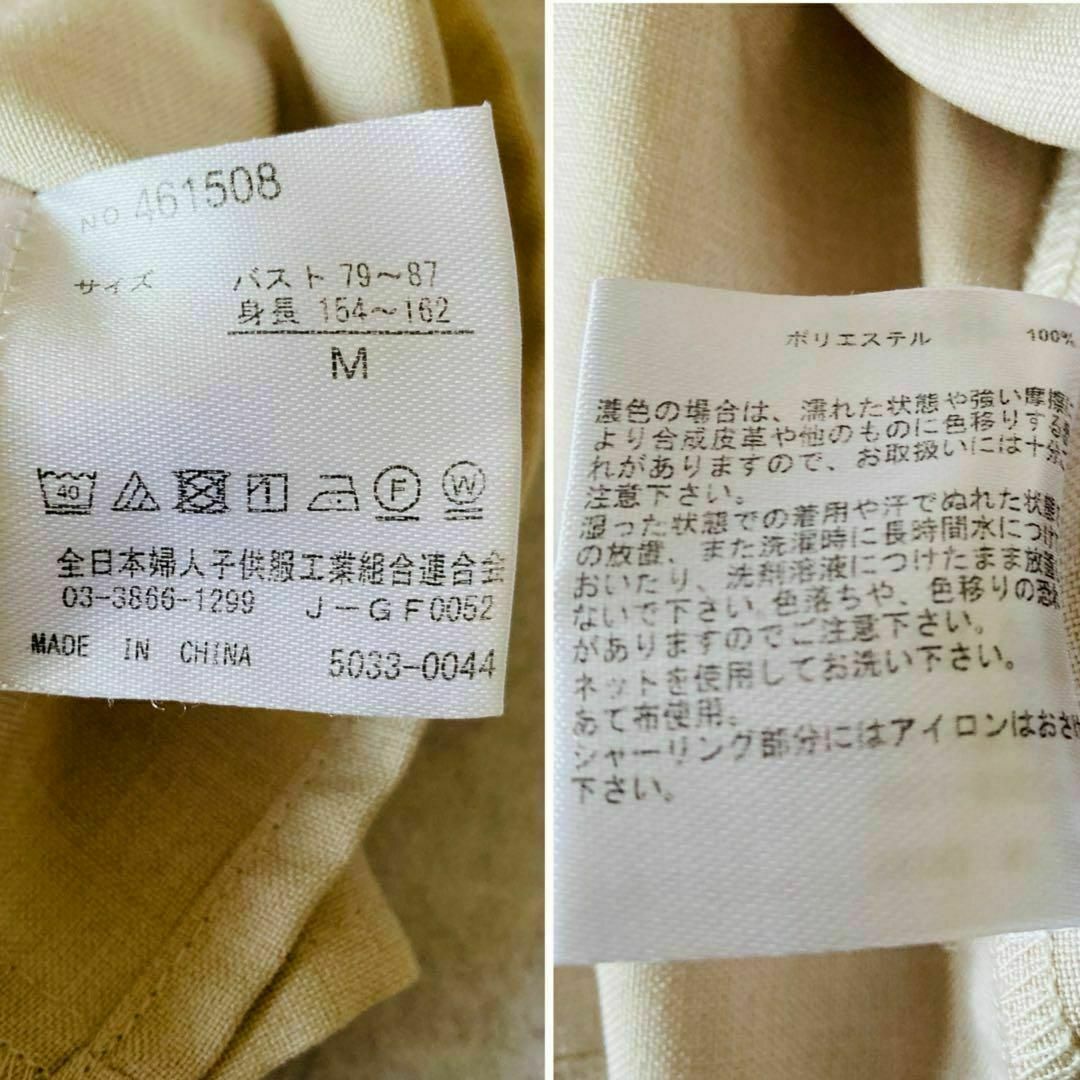 NO 461508
サイズ バスト 79～87
身長 154～162
M
40 F W
全日本婦人子供服工業組合連合会
03-3866-1299 J-GF0052
MADE IN CHINA 5033-0044
ポリエステル 100%
濃色の場合は、濡れた状態や強い摩擦に
より合成皮革や他のものに色移りする恐
れがありますので、お取扱いには十分ご
注意下さい。
湿った状態での着用や汗でぬれた状態で
の放置、また洗濯時に長時間水につけて
おいたり、洗剤溶液につけたまま放置し
ないで下さい。色落ちや、色移りの恐れ
がありますのでご注意下さい。
ネットを使用してお洗い下さい。
あて布使用。
シャーリング部分にはアイロンはおさけ
下さい。